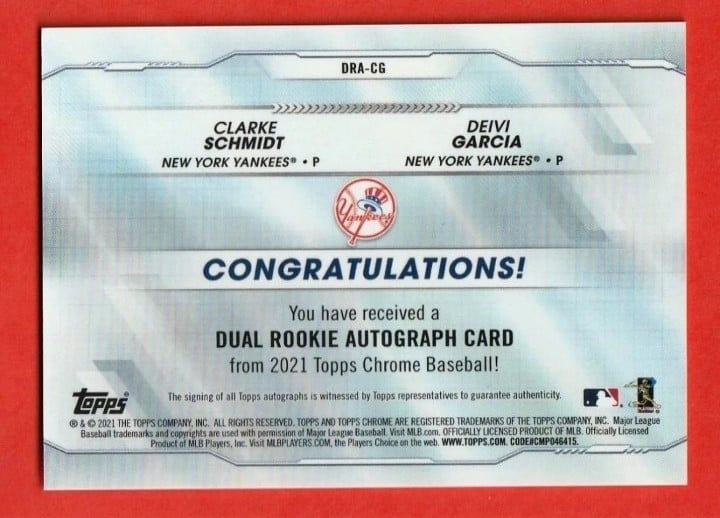 DRA-CG
CLARKE SCHMIDT
NEW YORK YANKEES® • P
DEIVI GARCIA
NEW YORK YANKEES® • P
Yankees
CONGRATULATIONS!
You have received a
DUAL ROOKIE AUTOGRAPH CARD
from 2021 Topps Chrome Baseball!
The signing of all Topps autographs is witnessed by Topps representatives to guarantee authenticity.
topps
® & © 2021 THE TOPPS COMPANY, INC. ALL RIGHTS RESERVED. TOPPS AND TOPPS CHROME ARE REGISTERED TRADEMARKS OF THE TOPPS COMPANY, INC. Major League
Baseball trademarks and copyrights are used with permission of Major League Baseball. Visit MLB.com. OFFICIALLY LICENSED PRODUCT OF MLB. Officially Licensed
Product of MLB Players, Inc. Visit MLBPLAYERS.COM, the Players Choice on the web. WWW.TOPPS.COM. CODE#CMP046415.